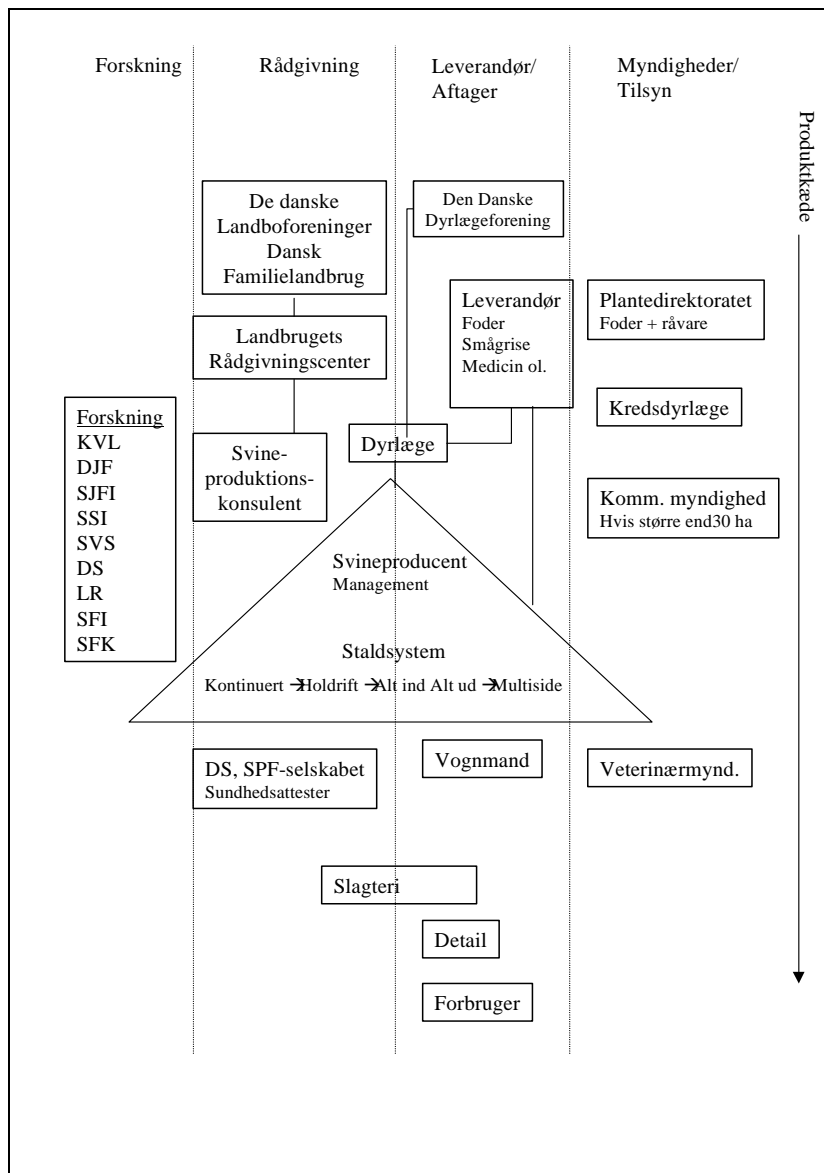 Forskning
Rådgivning
Leverandør/
Aftager
Myndigheder/
Tilsyn
Produktkæde
De danske
Landboforeninger
Dansk
Familielandbrug
Den Danske
Dyrlægeforening
Leverandør
Foder
Smågrise
Medicin ol.
Plantedirektoratet
Foder + råvare
Landbrugets
Rådgivningscenter
Kredsdyrlæge
Forskning
KVL
DJF
SJFI
SSI
SVS
DS
LR
SFI
SFK
Svine-
produktions-
konsulent
Dyrlæge
Komm. myndighed
Hvis større end30 ha
Svineproducent
Management
Staldsystem
Kontinuert → Holdrift → Alt ind Alt ud → Multiside
DS, SPF-selskabet
Sundhedsattester
Vognmand
Veterinærmynd.
Slagteri
Detail
Forbruger